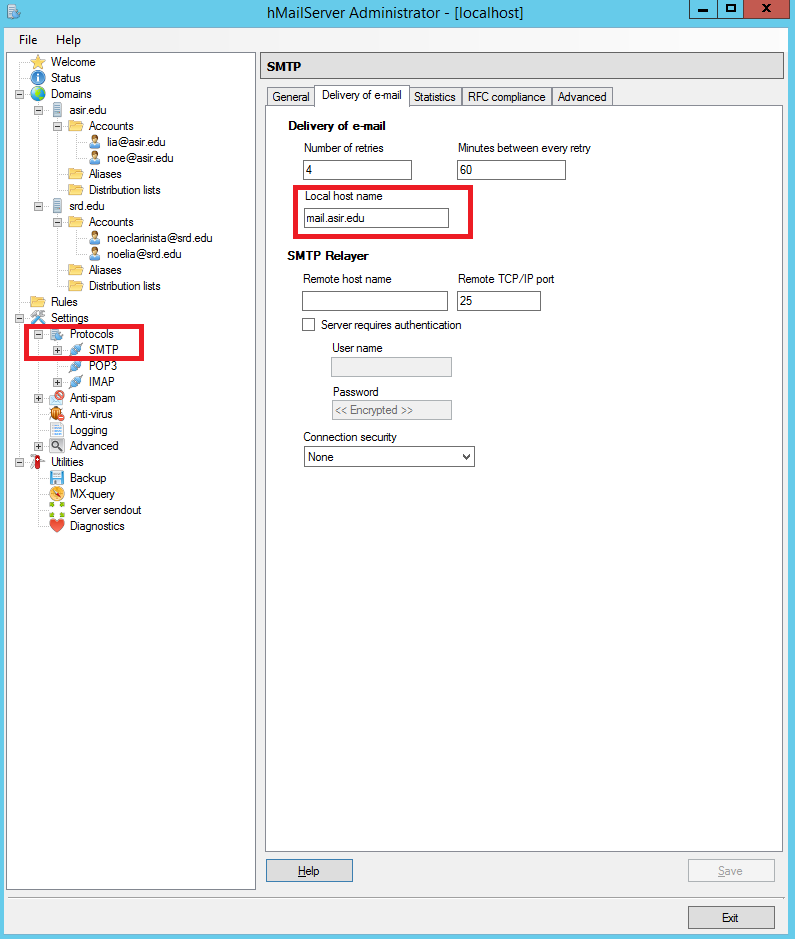 hMailServer Administrator - [localhost]
File Help
Welcome
Status
Domains
asir.edu
Accounts
lia@asir.edu
noe@asir.edu
Aliases
Distribution lists
srd.edu
Accounts
noeclarinista@srd.edu
noelia@srd.edu
Aliases
Distribution lists
Rules
Settings
Protocols
SMTP
POP3
IMAP
Anti-spam
Anti-virus
Logging
Advanced
Utilities
Backup
MX-query
Server sendout
Diagnostics
SMTP
General Delivery of e-mail Statistics RFC compliance Advanced
Delivery of e-mail
Number of retries Minutes between every retry
4 60
Local host name
mail.asir.edu
SMTP Relayer
Remote host name Remote TCP/IP port
25
Server requires authentication
User name
Password
<< Encrypted >>
Connection security
None
Help Save
Exit